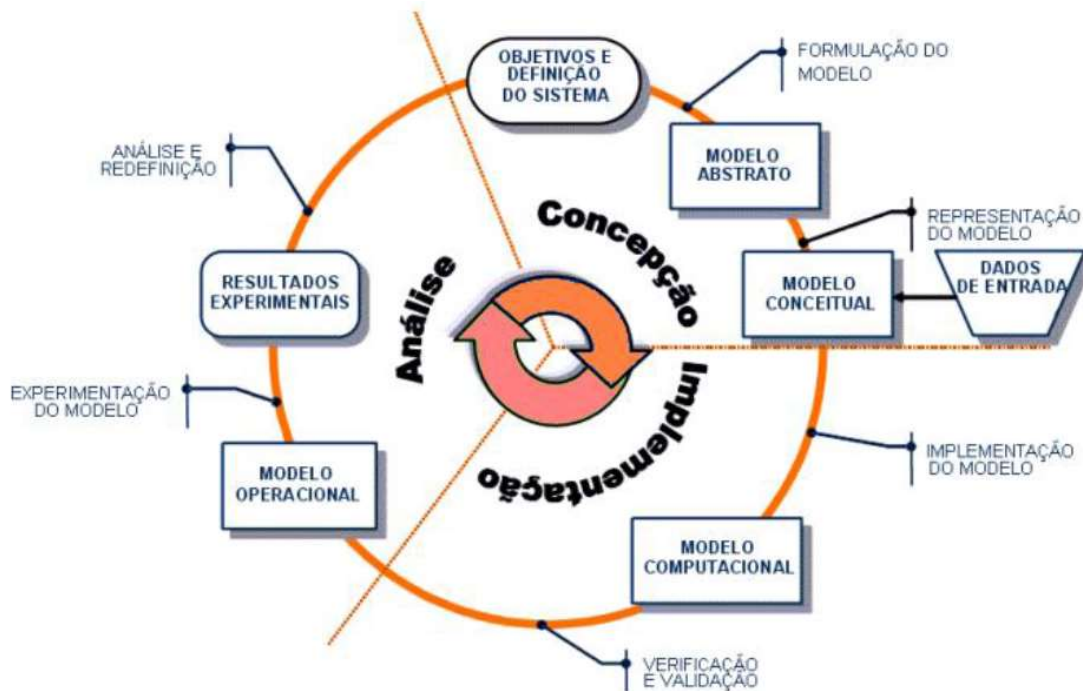 OBJETIVOS E
DEFINIÇÃO
DO SISTEMA
FORMULAÇÃO DO
MODELO
MODELO
ABSTRATO
REPRESENTAÇÃO
DO MODELO
MODELO
CONCEITUAL
DADOS
DE ENTRADA
Concepção
Implementação
Análise
IMPLEMENTAÇÃO
DO MODELO
MODELO
COMPUTACIONAL
VERIFICAÇÃO
E VALIDAÇÃO
MODELO
OPERACIONAL
EXPERIMENTAÇÃO
DO MODELO
RESULTADOS
EXPERIMENTAIS
ANÁLISE E
REDEFINIÇÃO